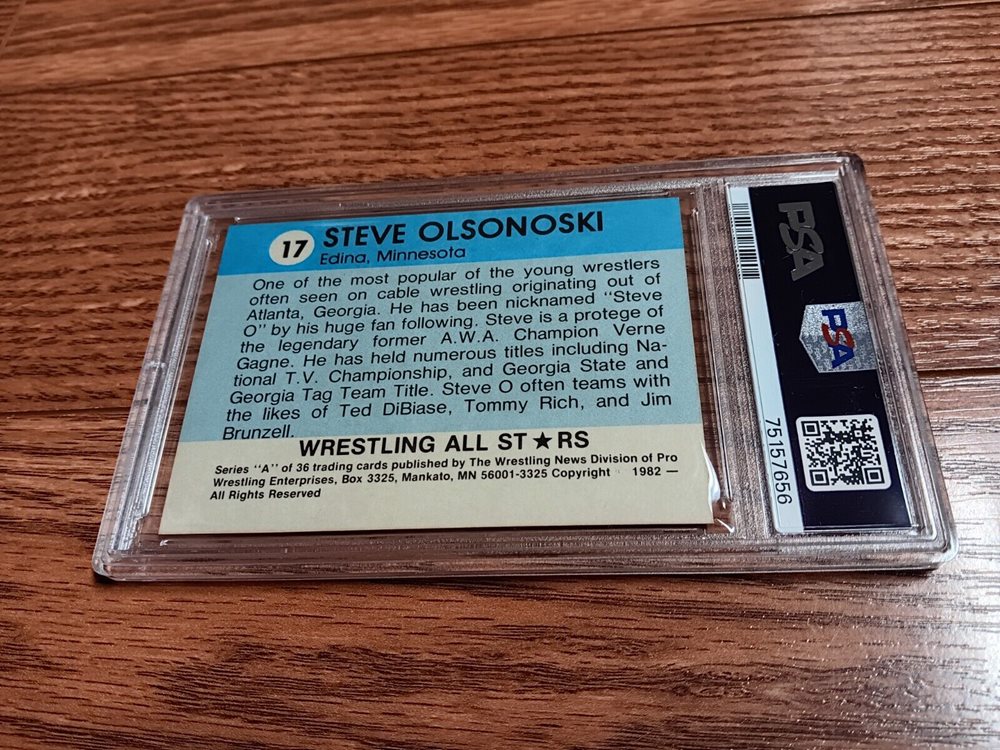 17 STEVE OLSONOSKI
Edina, Minnesota
One of the most popular of the young wrestlers
often seen on cable wrestling originating out of
Atlanta, Georgia. He has been nicknamed "Steve
O" by his huge fan following. Steve is a protege of
the legendary former A.W.A. Champion Verne
Gagne. He has held numerous titles including Na-
tional T.V. Championship, and Georgia State and
Georgia Tag Team Title. Steve O often teams with
the likes of Ted DiBiase, Tommy Rich, and Jim
Brunzell.
WRESTLING ALL ST★RS
Series "A" of 36 trading cards published by The Wrestling News Division of Pro
Wrestling Enterprises, Box 3325, Mankato, MN 56001-3325 Copyright 1982 —
All Rights Reserved
PSA
PSA
75157656